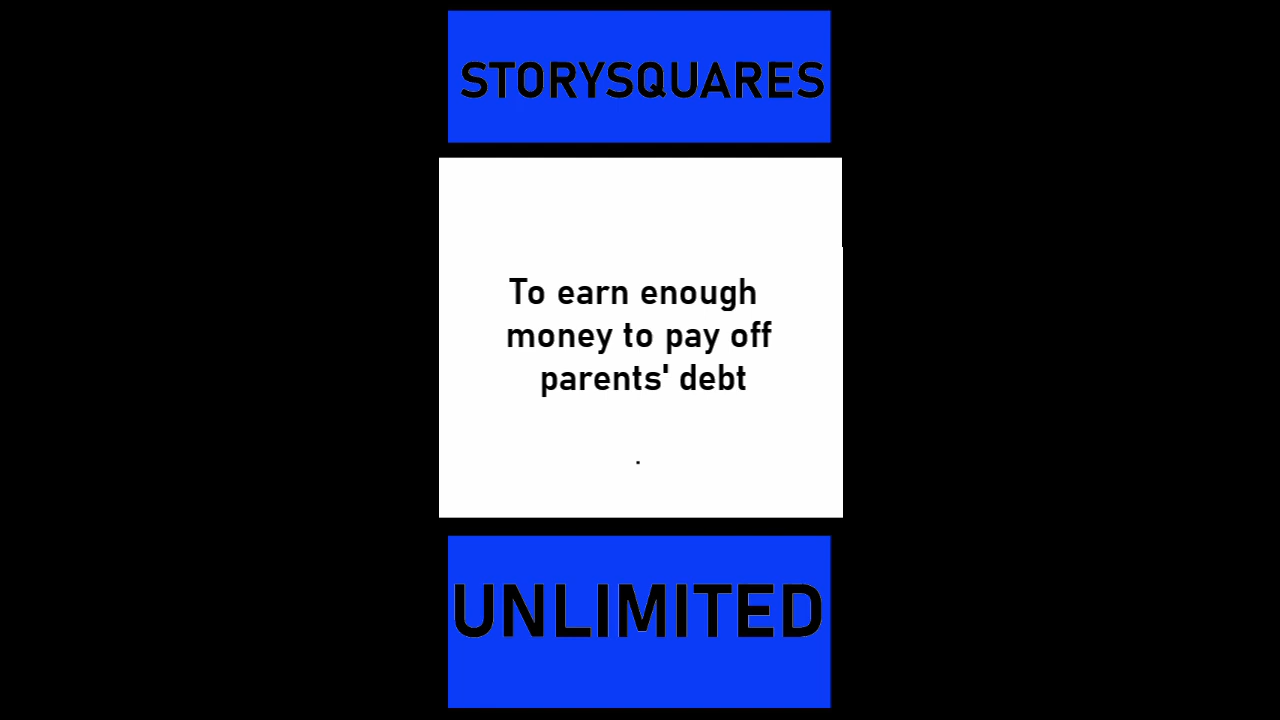 STORYSQUARES
To earn enough
money to pay off
parents' debt
.
UNLIMITED